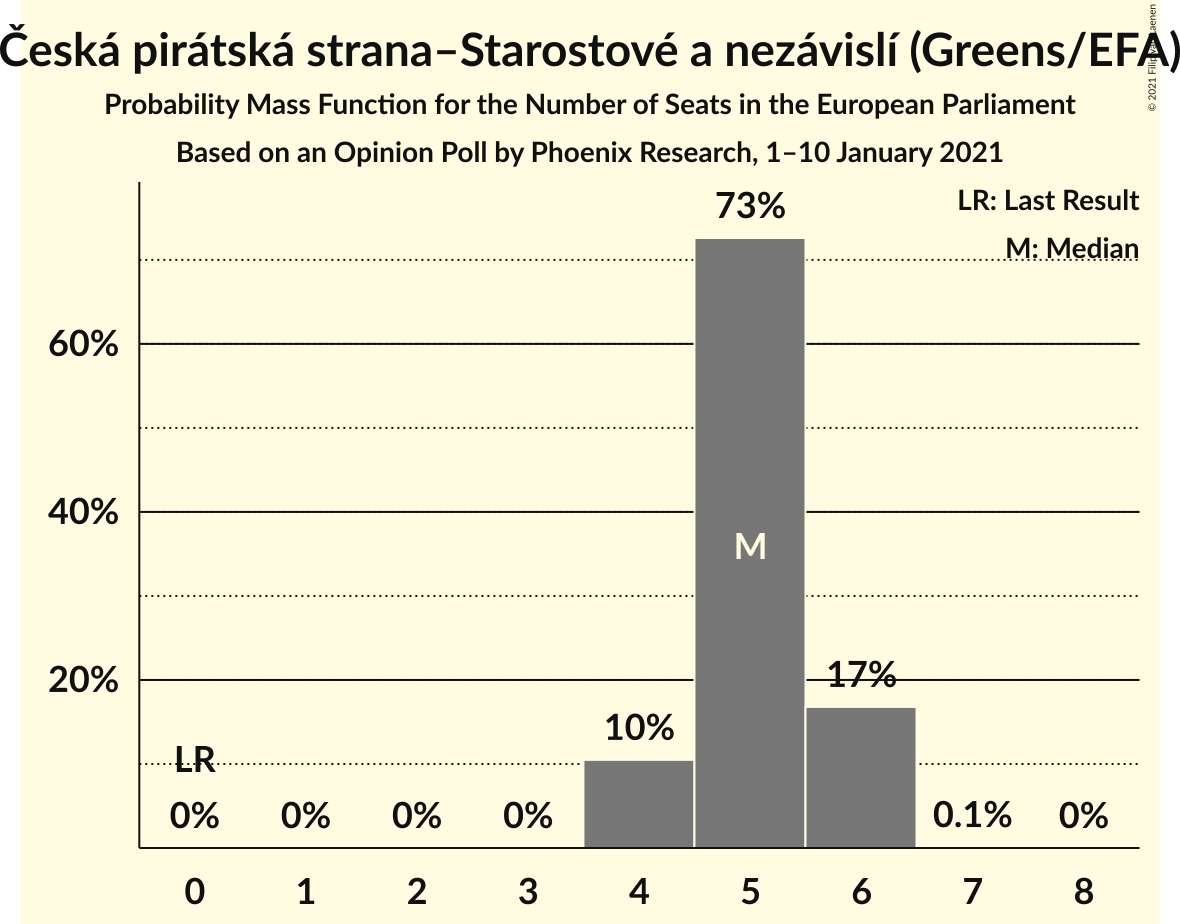 Česká pirátská strana–Starostové a nezávislí (Greens/EFA)
Probability Mass Function for the Number of Seats in the European Parliament
Based on an Opinion Poll by Phoenix Research, 1–10 January 2021
© 2021 Filip
LR: Last Result
M: Median
73%
60%
40%
M
20%
17%
10%
LR
0% 0% 0% 0% 0.1% 0%
0 1 2 3 4 5 6 7 8